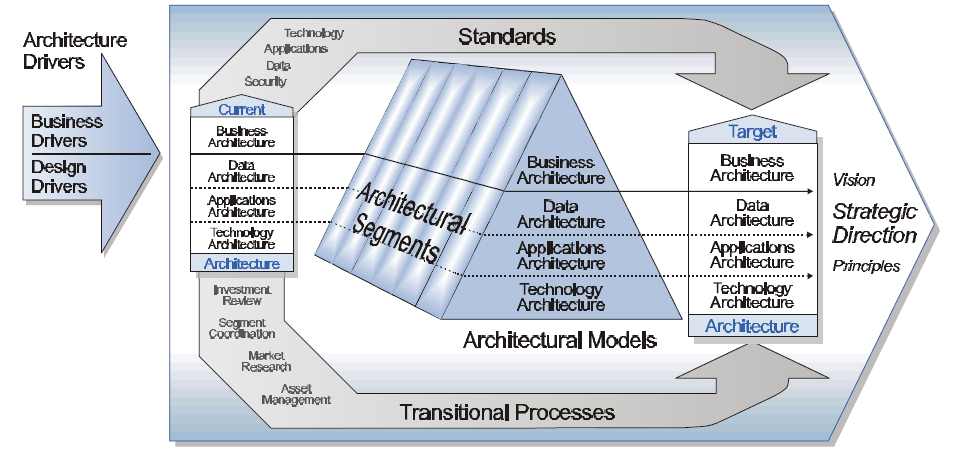 Architecture
Drivers
Business
Drivers
Design
Drivers
Technology
Applications
Data
Security
Standards
Current
Business
Architecture
Data
Architecture
Applications
Architecture
Technology
Architecture
Architecture
Investment
Review
Segment
Coordination
Market
Research
Asset
Management
Transitional Processes
Architectural
Segments
Business
Architecture
Data
Architecture
Applications
Architecture
Technology
Architecture
Architectural Models
Target
Business
Architecture
Data
Architecture
Applications
Architecture
Technology
Architecture
Architecture
Vision
Strategic
Direction
Principles